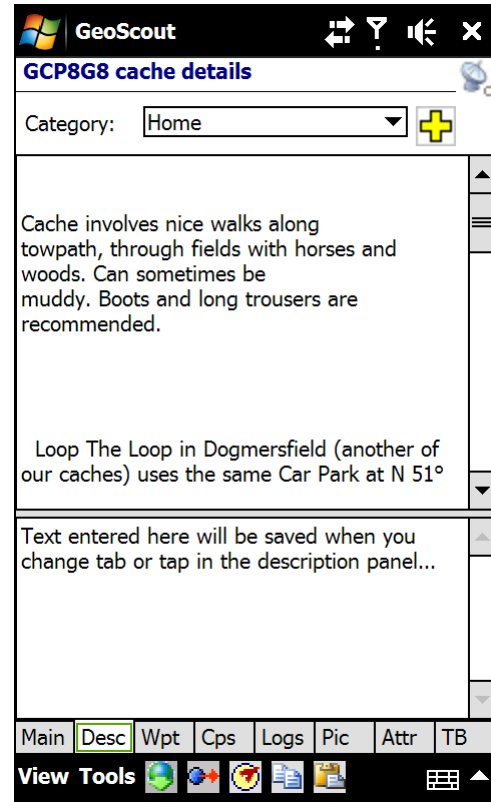 GeoScout
GCP8G8 cache details
Category: Home
Cache involves nice walks along
towpath, through fields with horses and
woods. Can sometimes be
muddy. Boots and long trousers are
recommended.
Loop The Loop in Dogmersfield (another of
our caches) uses the same Car Park at N 51°
Text entered here will be saved when you
change tab or tap in the description panel...
Main Desc Wpt Cps Logs Pic Attr TB
View Tools